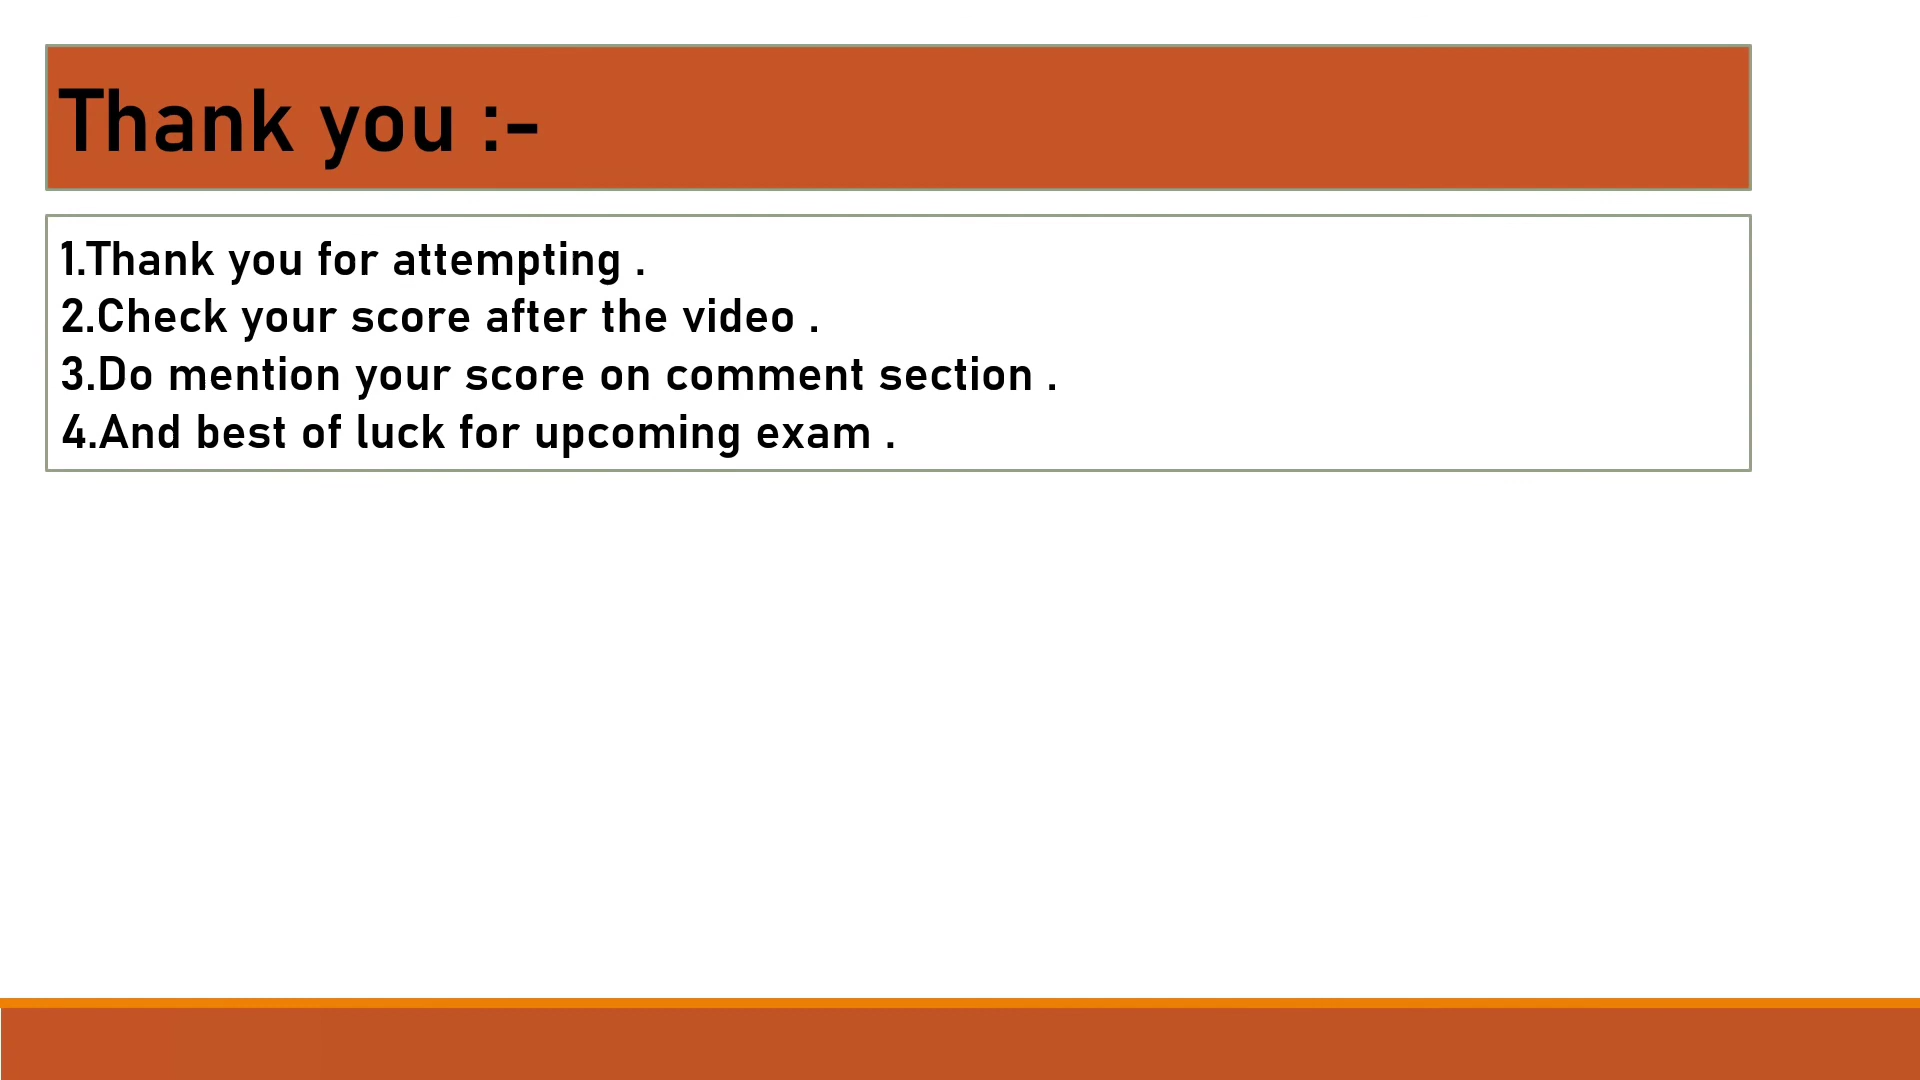 Thank you :-
1.Thank you for attempting .
2.Check your score after the video .
3.Do mention your score on comment section .
4.And best of luck for upcoming exam .